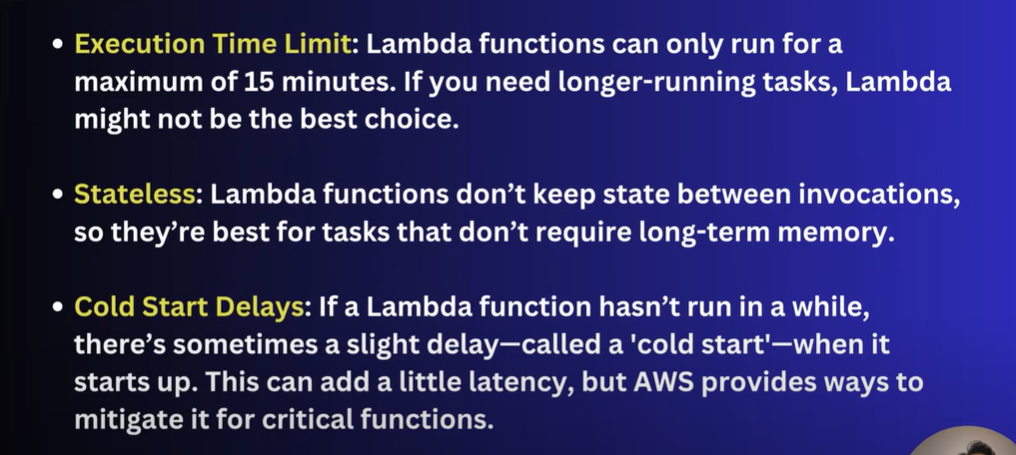 • Execution Time Limit: Lambda functions can only run for a
maximum of 15 minutes. If you need longer-running tasks, Lambda
might not be the best choice.
• Stateless: Lambda functions don’t keep state between invocations,
so they’re best for tasks that don’t require long-term memory.
• Cold Start Delays: If a Lambda function hasn’t run in a while,
there’s sometimes a slight delay—called a 'cold start'—when it
starts up. This can add a little latency, but AWS provides ways to
mitigate it for critical functions.